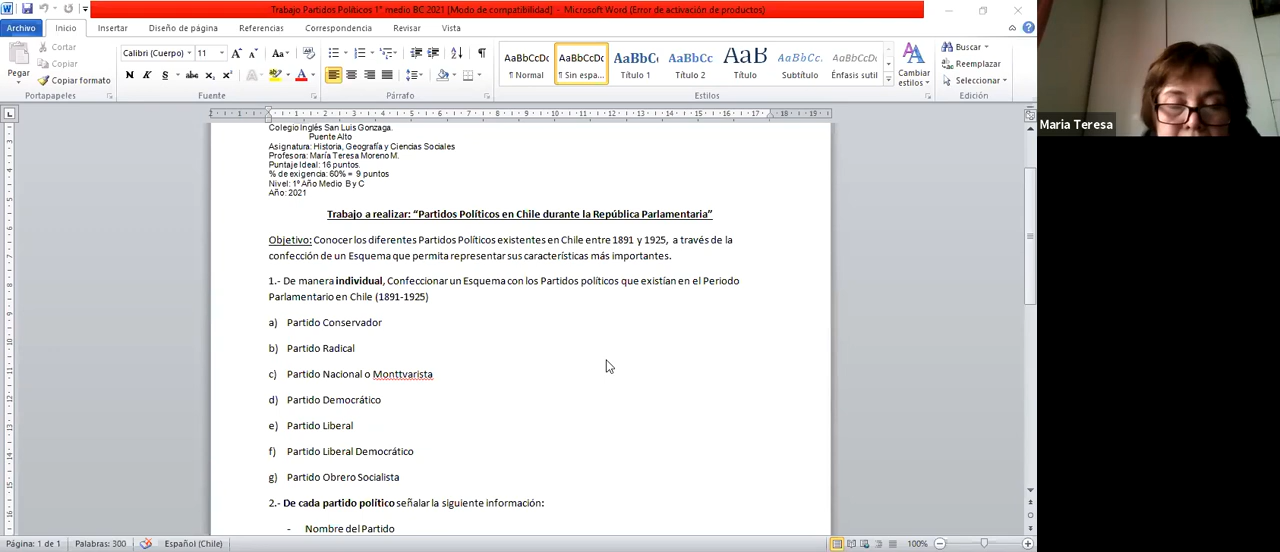 Trabajo Partidos Políticos 1° medio BC 2021 [Modo de compatibilidad] - Microsoft Word (Error de activación de productos)
Archivo Inicio Insertar Diseño de página Referencias Correspondencia Revisar Vista
Pegar
Cortar
Copiar
Copiar formato
Portapapeles
Calibri (Cuerpo) 11
N K S abc x₂ x²
Fuente
Párrafo
AaBbCcDc AaBbCcDc AaBbC AaBbCc AaB AaBbCc. AaBbCcDc
¶ Normal ¶ Sin espa... Título 1 Título 2 Título Subtítulo Énfasis sutil
Estilos
Cambiar
estilos
Buscar
Reemplazar
Seleccionar
Edición
Maria Teresa
Colegio Inglés San Luis Gonzaga.
Puente Alto
Asignatura: Historia, Geografía y Ciencias Sociales
Profesora: María Teresa Moreno M.
Puntaje Ideal: 16 puntos.
% de exigencia: 60% = 9 puntos
Nivel: 1º Año Medio B y C
Año: 2021
Trabajo a realizar: “Partidos Políticos en Chile durante la República Parlamentaria”
Objetivo: Conocer los diferentes Partidos Políticos existentes en Chile entre 1891 y 1925, a través de la
confección de un Esquema que permita representar sus características más importantes.
1.- De manera individual, Confeccionar un Esquema con los Partidos políticos que existían en el Periodo
Parlamentario en Chile (1891-1925)
a) Partido Conservador
b) Partido Radical
c) Partido Nacional o Monttvarista
d) Partido Democrático
e) Partido Liberal
f) Partido Liberal Democrático
g) Partido Obrero Socialista
2.- De cada partido político señalar la siguiente información:
- Nombre del Partido
Página: 1 de 1 Palabras: 300 Español (Chile) 100%